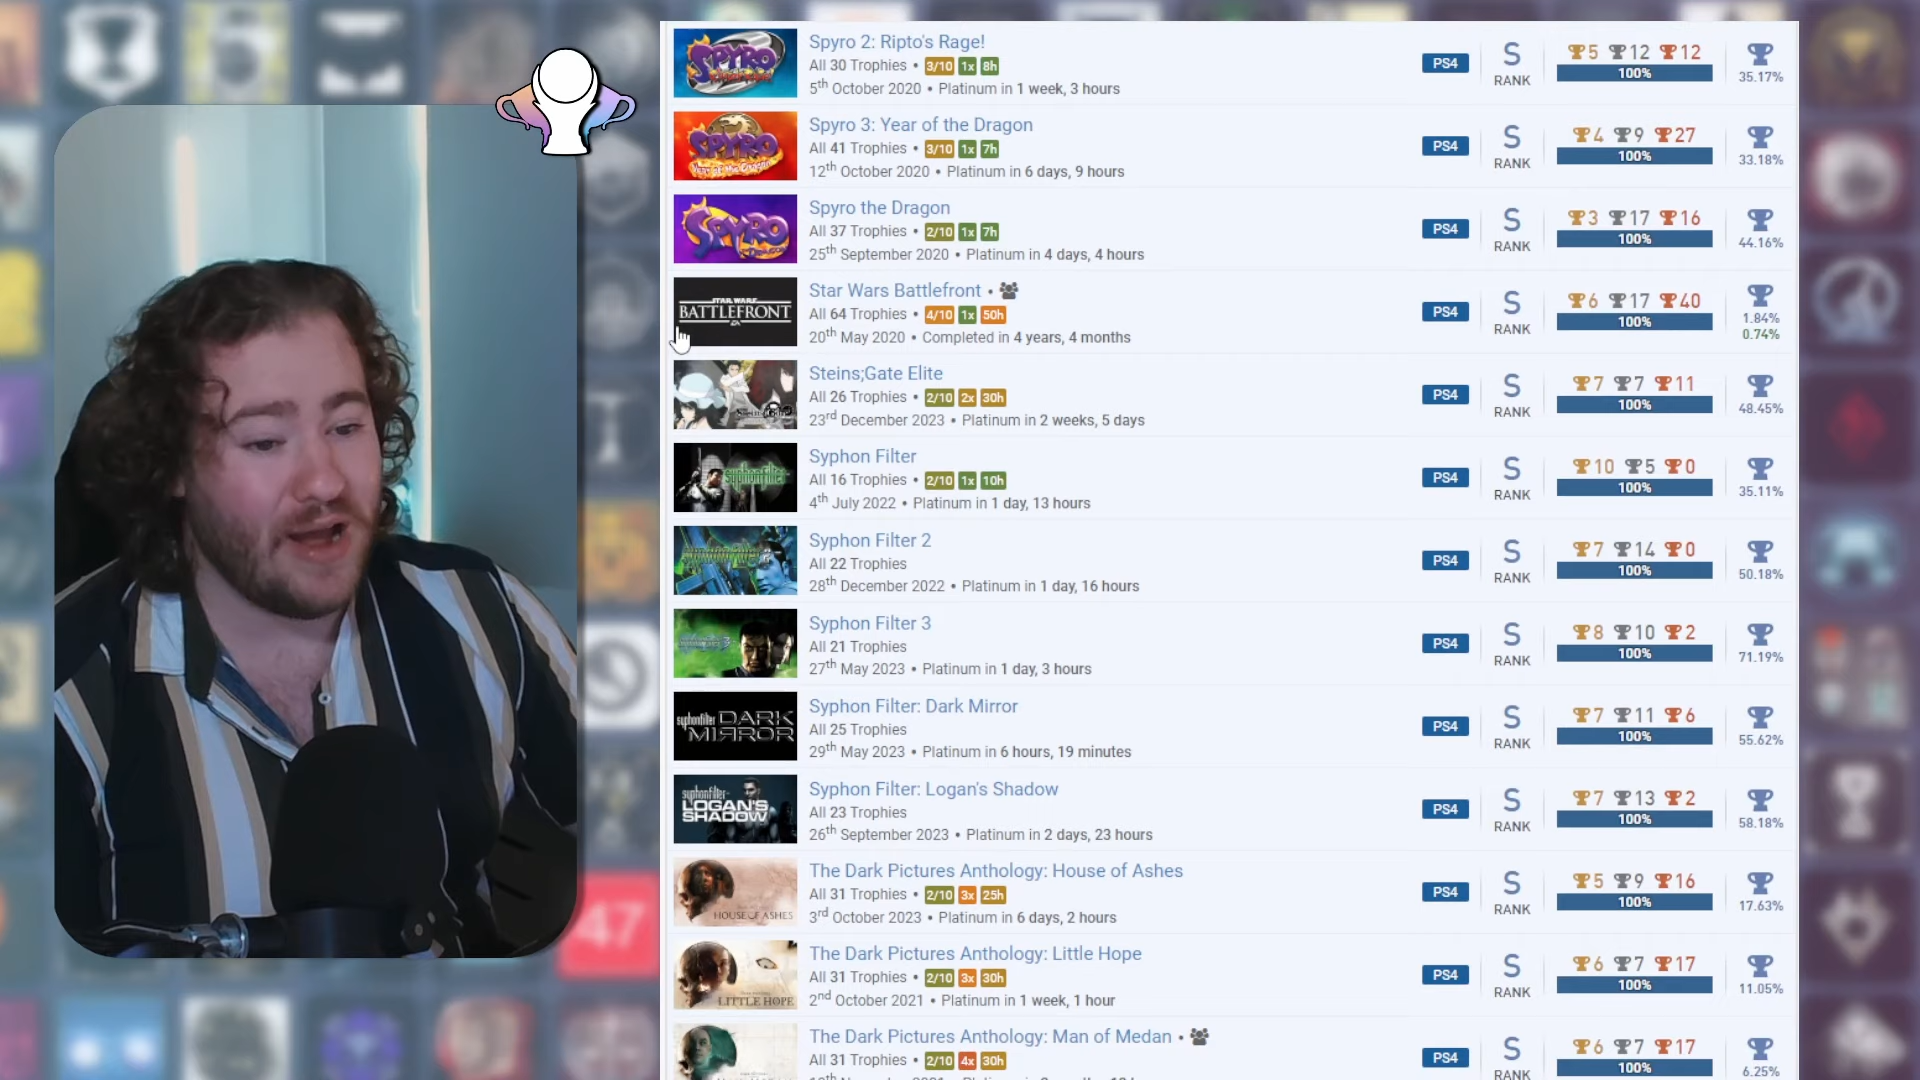 Spyro 2: Ripto's Rage!
All 30 Trophies • 3/10 1x 8h
5th October 2020 • Platinum in 1 week, 3 hours
PS4
S
RANK
5 12 12
100%
35.17%
Spyro 3: Year of the Dragon
All 41 Trophies • 3/10 1x 7h
12th October 2020 • Platinum in 6 days, 9 hours
PS4
S
RANK
4 9 27
100%
33.18%
Spyro the Dragon
All 37 Trophies • 2/10 1x 7h
25th September 2020 • Platinum in 4 days, 4 hours
PS4
S
RANK
3 17 16
100%
44.16%
STAR WARS
BATTLEFRONT
Star Wars Battlefront •
All 64 Trophies • 4/10 1x 50h
20th May 2020 • Completed in 4 years, 4 months
PS4
S
RANK
6 17 40
100%
1.84%
0.74%
Steins;Gate Elite
All 26 Trophies • 2/10 2x 30h
23rd December 2023 • Platinum in 2 weeks, 5 days
PS4
S
RANK
7 7 11
100%
48.45%
Syphon Filter
All 16 Trophies • 2/10 1x 10h
4th July 2022 • Platinum in 1 day, 13 hours
PS4
S
RANK
10 5 0
100%
35.11%
Syphon Filter 2
All 22 Trophies
28th December 2022 • Platinum in 1 day, 16 hours
PS4
S
RANK
7 14 0
100%
50.18%
Syphon Filter 3
All 21 Trophies
27th May 2023 • Platinum in 1 day, 3 hours
PS4
S
RANK
8 10 2
100%
71.19%
syphonfilter DARK
MIRROR
Syphon Filter: Dark Mirror
All 25 Trophies
29th May 2023 • Platinum in 6 hours, 19 minutes
PS4
S
RANK
7 11 6
100%
55.62%
syphonfilter
LOGAN'S
SHADOW
Syphon Filter: Logan's Shadow
All 23 Trophies
26th September 2023 • Platinum in 2 days, 23 hours
PS4
S
RANK
7 13 2
100%
58.18%
HOUSE OF ASHES
The Dark Pictures Anthology: House of Ashes
All 31 Trophies • 2/10 3x 25h
3rd October 2023 • Platinum in 6 days, 2 hours
PS4
S
RANK
5 9 16
100%
17.63%
LITTLE HOPE
The Dark Pictures Anthology: Little Hope
All 31 Trophies • 2/10 3x 30h
2nd October 2021 • Platinum in 1 week, 1 hour
PS4
S
RANK
6 7 17
100%
11.05%
The Dark Pictures Anthology: Man of Medan •
All 31 Trophies • 2/10 4x 30h
PS4
S
RANK
6 7 17
100%
6.25%
47